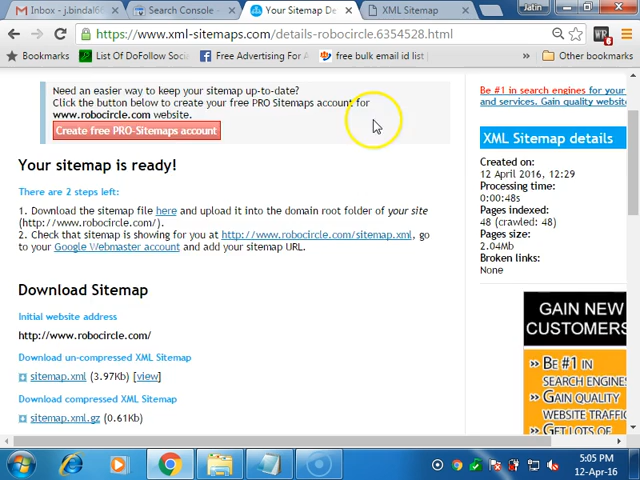 Inbox - j.bindal6
Search Console -
Your Sitemap De
XML Sitemap
Jatin
https://www.xml-sitemaps.com/details-robocircle.6354528.html
Bookmarks
List Of DoFollow Soci
Free Advertising For
free bulk email id list |
Other bookmarks
Need an easier way to keep your sitemap up-to-date?
Click the button below to create your free PRO Sitemaps account for
www.robocircle.com website.
Create free PRO-Sitemaps account
Your sitemap is ready!
There are 2 steps left:
1. Download the sitemap file here and upload it into the domain root folder of your site
(http://www.robocircle.com/).
2. Check that sitemap is showing for you at http://www.robocircle.com/sitemap.xml, go
to your Google Webmaster account and add your sitemap URL.
Download Sitemap
Initial website address
http://www.robocircle.com/
Download un-compressed XML Sitemap
sitemap.xml (3.97Kb) [view]
Download compressed XML Sitemap
sitemap.xml.gz (0.61Kb)
Be #1 in search engines for your
and services. Gain quality website
XML Sitemap details
Created on:
12 April 2016, 12:29
Processing time:
0:00:48s
Pages indexed:
48 (crawled: 48)
Pages size:
2.04Mb
Broken links:
None
GAIN NEW
CUSTOMERS
BE #1 IN
SEARCH ENGINES
GAIN QUALITY
WEBSITE TRAFFIC
GET LOTS OF
5:05 PM
12-Apr-16